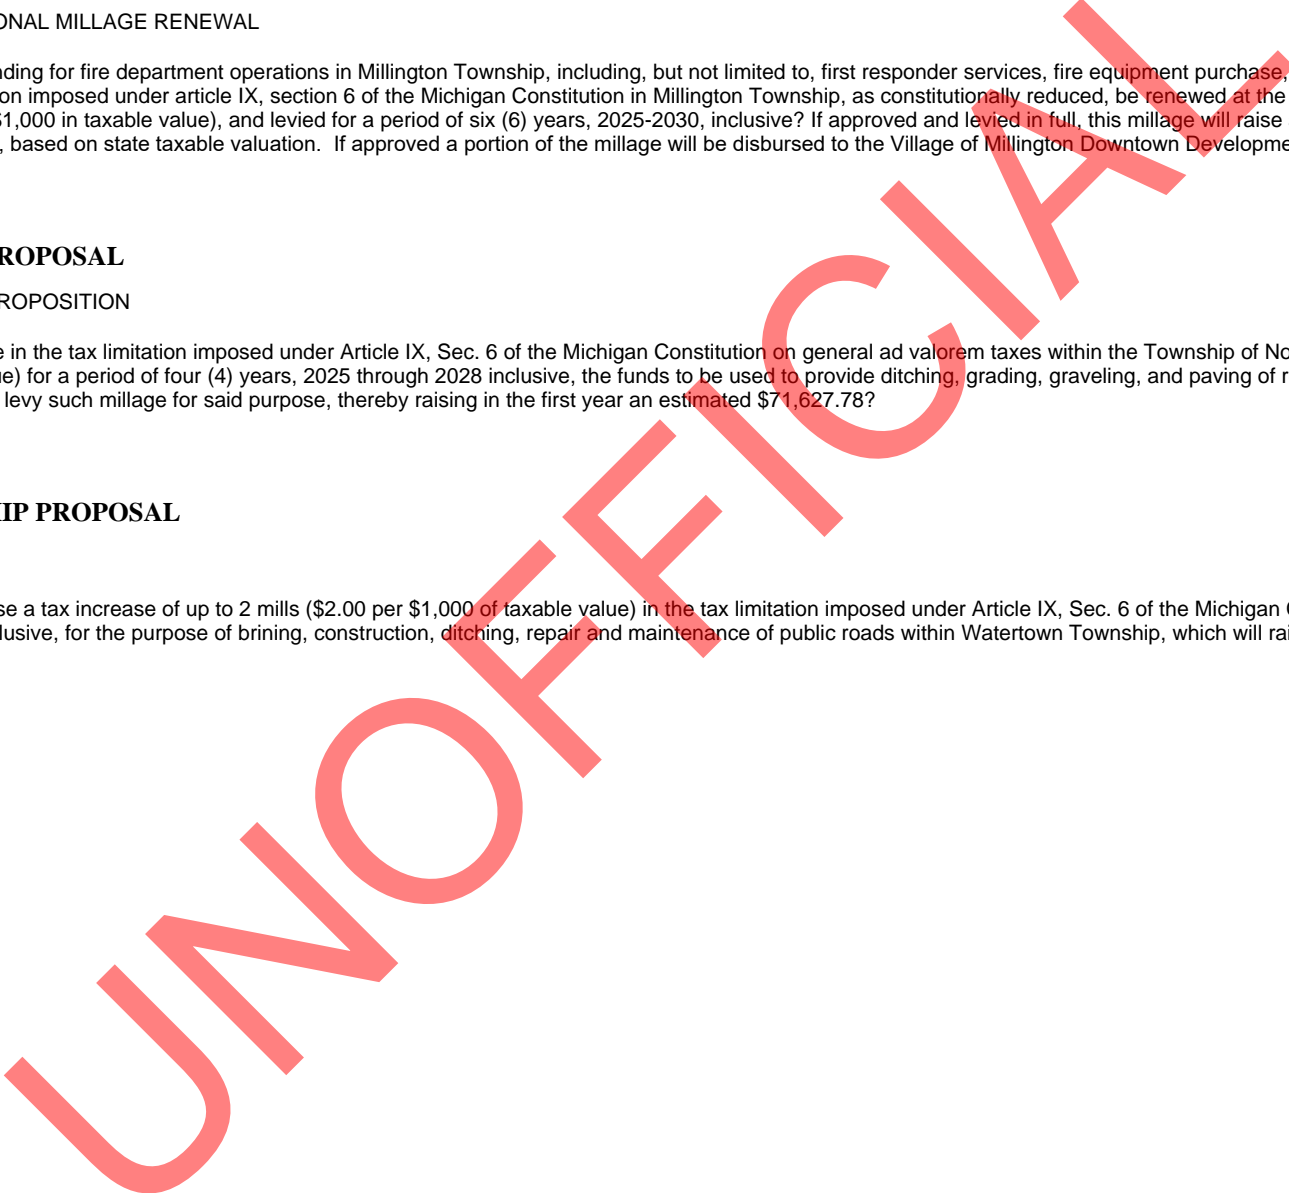 ONAL MILLAGE RENEWAL
ding for fire department operations in Millington Township, including, but not limited to, first responder services, fire equipment purchase,
on imposed under article IX, section 6 of the Michigan Constitution in Millington Township, as constitutionally reduced, be renewed at the
$1,000 in taxable value), and levied for a period of six (6) years, 2025-2030, inclusive? If approved and levied in full, this millage will raise
, based on state taxable valuation.  If approved a portion of the millage will be disbursed to the Village of Millington Downtown Developme
ROPOSAL
ROPOSITION
e in the tax limitation imposed under Article IX, Sec. 6 of the Michigan Constitution on general ad valorem taxes within the Township of No
ue) for a period of four (4) years, 2025 through 2028 inclusive, the funds to be used to provide ditching, grading, graveling, and paving of r
levy such millage for said purpose, thereby raising in the first year an estimated $71,627.78?
HIP PROPOSAL
se a tax increase of up to 2 mills ($2.00 per $1,000 of taxable value) in the tax limitation imposed under Article IX, Sec. 6 of the Michigan
lusive, for the purpose of brining, construction, ditching, repair and maintenance of public roads within Watertown Township, which will rai
UNOFFICIAL